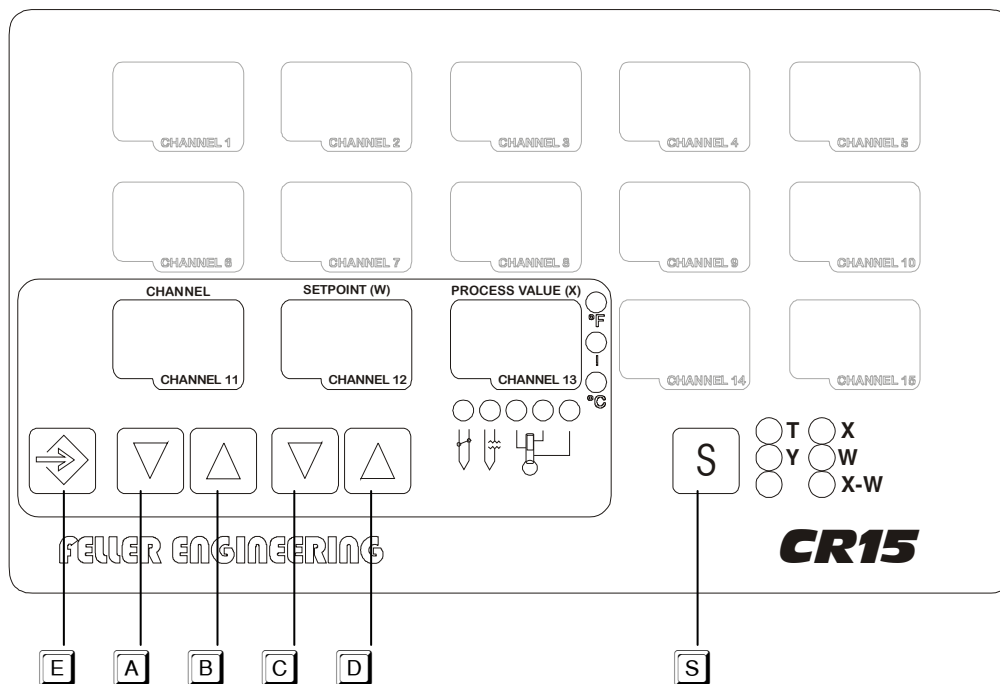 CHANNEL 1 CHANNEL 2 CHANNEL 3 CHANNEL 4 CHANNEL 5
CHANNEL 6 CHANNEL 7 CHANNEL 8 CHANNEL 9 CHANNEL 10
CHANNEL SETPOINT (W) PROCESS VALUE (X)
°F
I
CHANNEL 11 CHANNEL 12 CHANNEL 13 CHANNEL 14 CHANNEL 15
°C
T X
S Y W
X-W
FELLER ENGINEERING CR15
E A B C D S